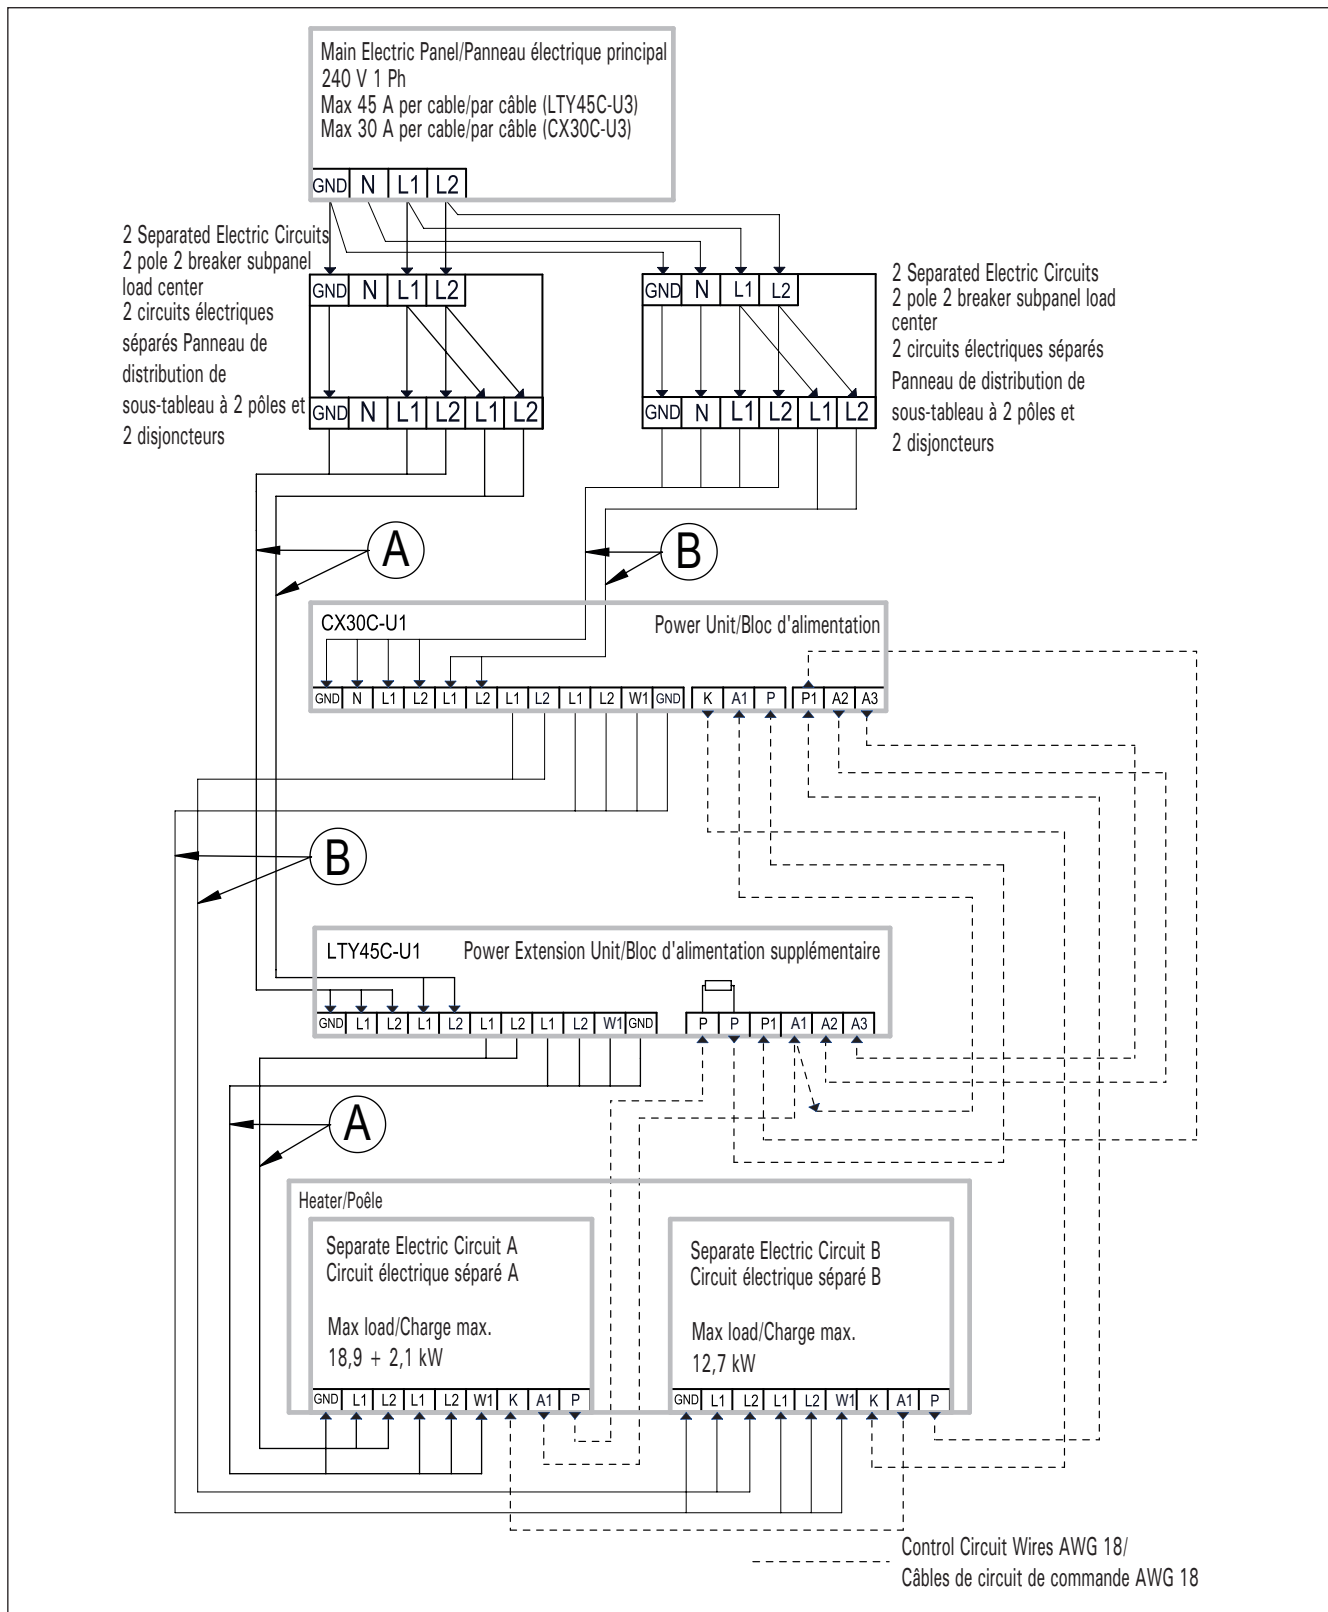 Main Electric Panel/Panneau électrique principal
240 V 1 Ph
Max 45 A per cable/par câble (LTY45C-U3)
Max 30 A per cable/par câble (CX30C-U3)
GND N L1 L2
2 Separated Electric Circuits
2 pole 2 breaker subpanel
load center
2 circuits électriques
séparés Panneau de
distribution de
sous-tableau à 2 pôles et
2 disjoncteurs
GND N L1 L2
GND N L1 L2 L1 L2
GND N L1 L2
GND N L1 L2 L1 L2
2 Separated Electric Circuits
2 pole 2 breaker subpanel load
center
2 circuits électriques séparés
Panneau de distribution de
sous-tableau à 2 pôles et
2 disjoncteurs
A
B
CX30C-U1
Power Unit/Bloc d'alimentation
GND N L1 L2 L1 L2 L1 L2 L1 L2 W1 GND K A1 P P1 A2 A3
B
LTY45C-U1
Power Extension Unit/Bloc d'alimentation supplémentaire
GND L1 L2 L1 L2 L1 L2 L1 L2 W1 GND P P P1 A1 A2 A3
A
Heater/Poêle
Separate Electric Circuit A
Circuit électrique séparé A
Max load/Charge max.
18,9 + 2,1 kW
GND L1 L2 L1 L2 W1 K A1 P
Separate Electric Circuit B
Circuit électrique séparé B
Max load/Charge max.
12,7 kW
GND L1 L2 L1 L2 W1 K A1 P
Control Circuit Wires AWG 18/
Câbles de circuit de commande AWG 18